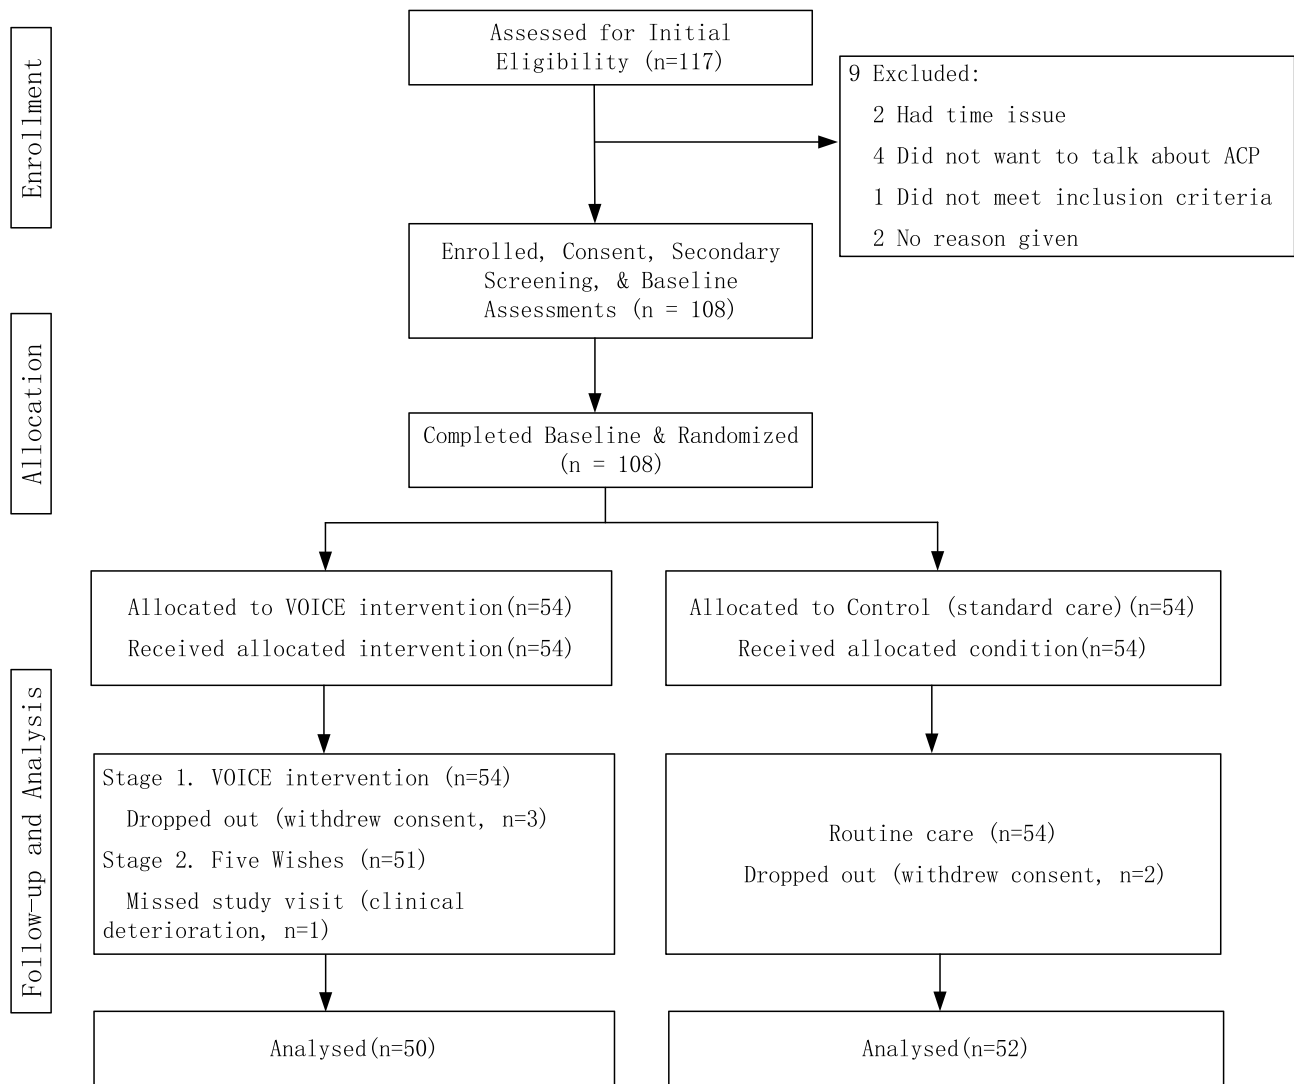 Enrollment
Assessed for Initial
Eligibility (n=117)
9 Excluded:
2 Had time issue
4 Did not want to talk about ACP
1 Did not meet inclusion criteria
2 No reason given
Enrolled, Consent, Secondary
Screening, & Baseline
Assessments (n = 108)
Allocation
Completed Baseline & Randomized
(n = 108)
Allocated to VOICE intervention(n=54)
Received allocated intervention(n=54)
Allocated to Control (standard care)(n=54)
Received allocated condition(n=54)
Follow-up and Analysis
Stage 1. VOICE intervention (n=54)
Dropped out (withdrew consent, n=3)
Stage 2. Five Wishes (n=51)
Missed study visit (clinical
deterioration, n=1)
Routine care (n=54)
Dropped out (withdrew consent, n=2)
Analysed(n=50)
Analysed(n=52)